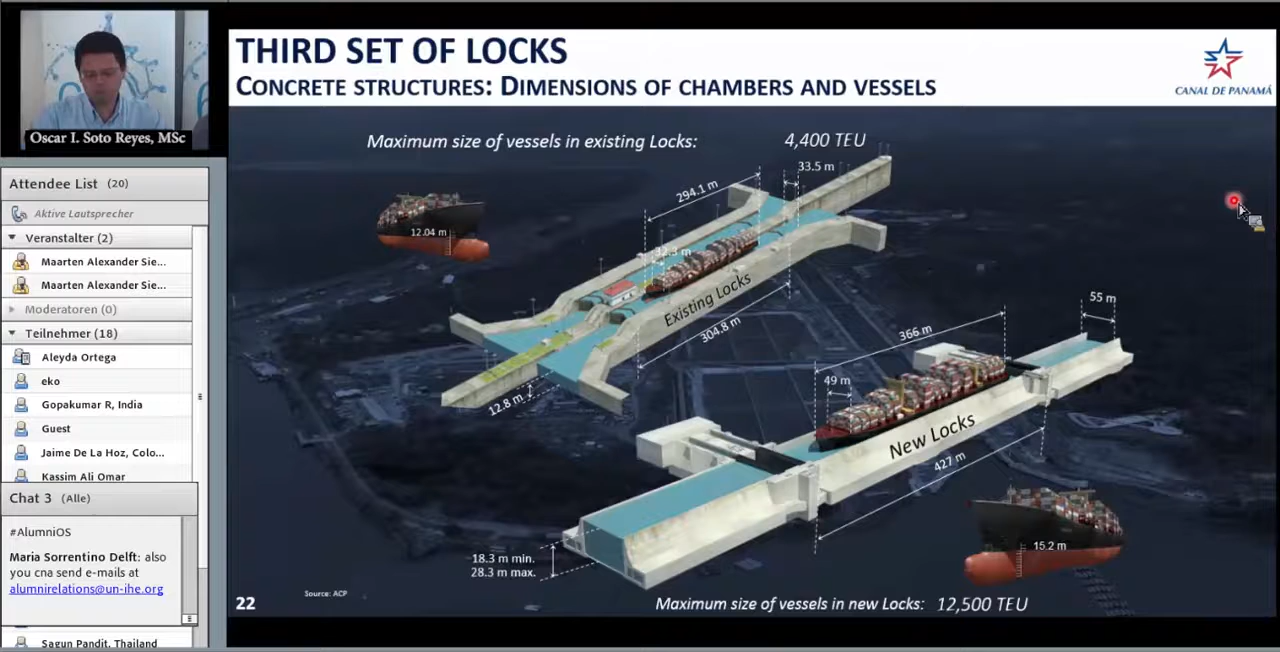 Oscar I. Soto Reyes, MSc
Attendee List (20)
Aktive Lautsprecher
Veranstalter (2)
Maarten Alexander Sie...
Maarten Alexander Sie...
Moderatoren (0)
Teilnehmer (18)
Aleyda Ortega
eko
Gopakumar R, India
Guest
Jaime De La Hoz, Colo...
Kassim Ali Omar
Chat 3 (Alle)
#AlumniOS
Maria Sorrentino Delft: also
you cna send e-mails at
alumnirelations@un-ihe.org
Sagun Pandit, Thailand
THIRD SET OF LOCKS
CONCRETE STRUCTURES: DIMENSIONS OF CHAMBERS AND VESSELS
CANAL DE PANAMÁ
Maximum size of vessels in existing Locks: 4,400 TEU
33.5 m
294.1 m
12.04 m
32.3 m
Existing Locks
304.8 m
12.8 m
55 m
366 m
49 m
New Locks
427 m
15.2 m
18.3 m min.
28.3 m max.
22
Source: ACP
Maximum size of vessels in new Locks: 12,500 TEU